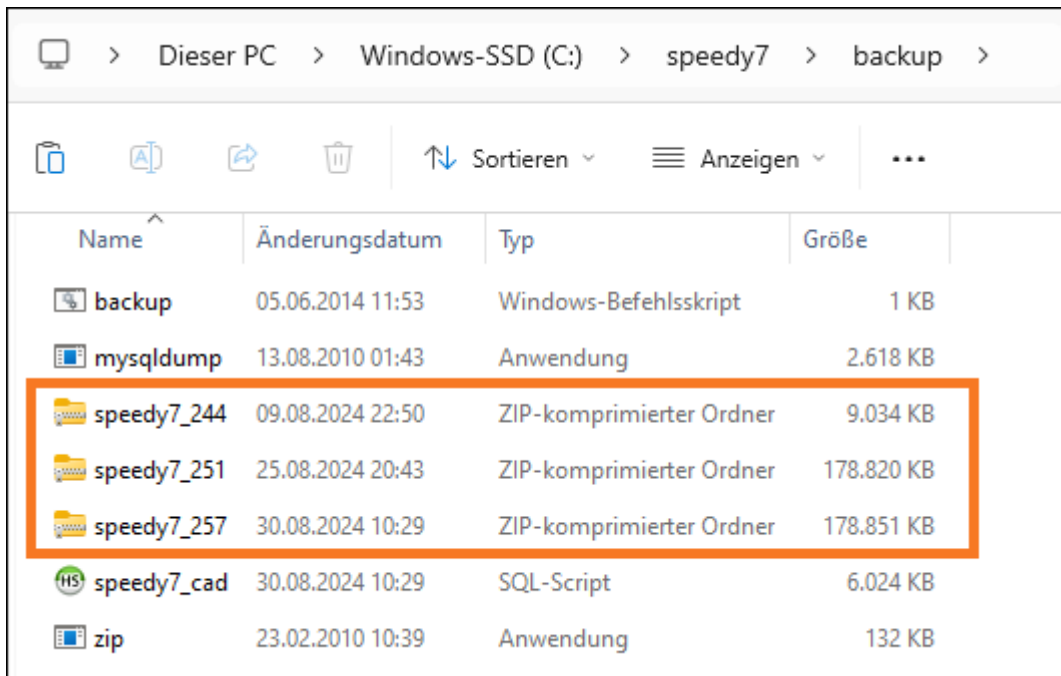 Dieser PC > Windows-SSD (C:) > speedy7 > backup >
Sortieren Anzeigen ...
Name Änderungsdatum Typ Größe
backup 05.06.2014 11:53 Windows-Befehlsskript 1 KB
mysqldump 13.08.2010 01:43 Anwendung 2.618 KB
speedy7_244 09.08.2024 22:50 ZIP-komprimierter Ordner 9.034 KB
speedy7_251 25.08.2024 20:43 ZIP-komprimierter Ordner 178.820 KB
speedy7_257 30.08.2024 10:29 ZIP-komprimierter Ordner 178.851 KB
HS speedy7_cad 30.08.2024 10:29 SQL-Script 6.024 KB
zip 23.02.2010 10:39 Anwendung 132 KB